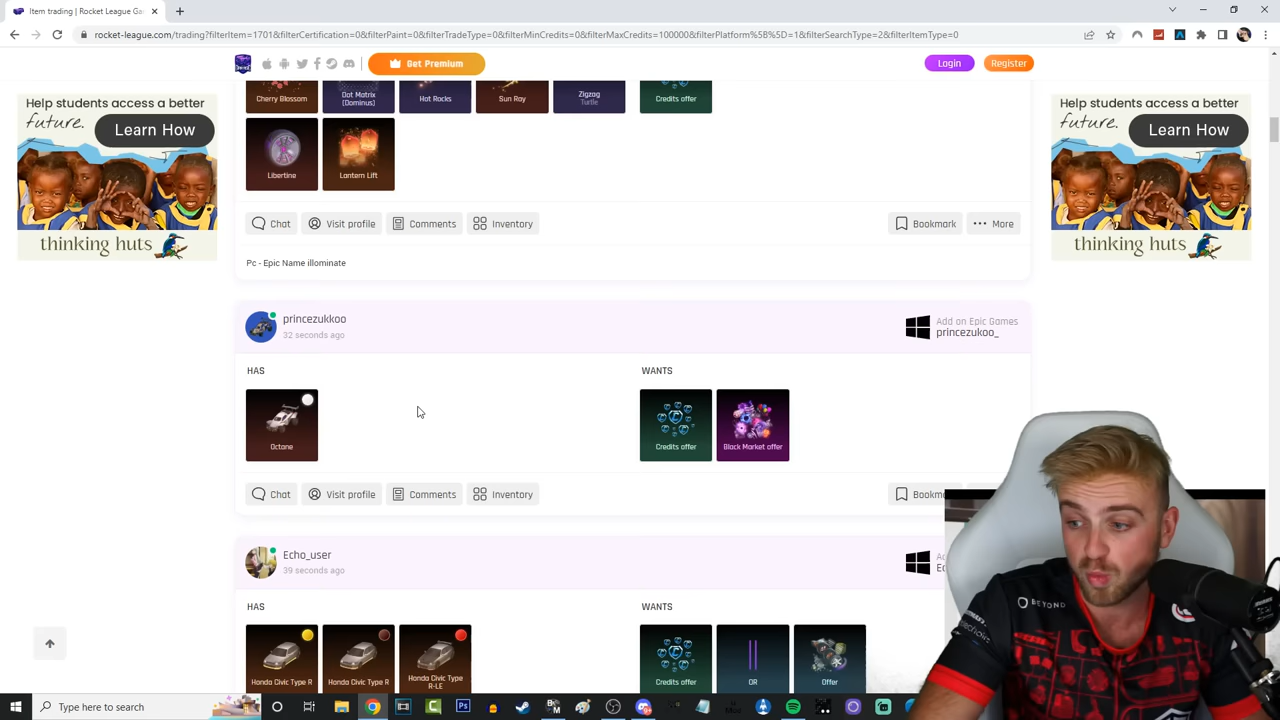 Item trading | Rocket League Ga
rocket-league.com/trading?filterItem=1701&filterCertification=0&filterPaint=0&filterTradeType=0&filterMinCredits=0&filterMaxCredits=100000&filterPlatform%5B%5D=1&filterSearchType=2&filterItemType=0
Get Premium
Login
Register
Help students access a better
future.
Learn How
thinking huts
Help students access a better
future.
Learn How
thinking huts
Cherry Blossom
Dot Matrix
(Dominus)
Hot Rocks
Sun Ray
Zigzag
Turtle
Credits offer
Libertine
Lantern Lift
Chat
Visit profile
Comments
Inventory
Bookmark
More
Pc - Epic Name illominate
princezukkoo
32 seconds ago
Add on Epic Games
princezukoo_
HAS
WANTS
Octane
Credits offer
Black Market offer
Chat
Visit profile
Comments
Inventory
Bookm
Echo_user
39 seconds ago
HAS
WANTS
Honda Civic Type R
Honda Civic Type R
Honda Civic Type
R-LE
Credits offer
OR
Offer
BEYOND
Type here to search